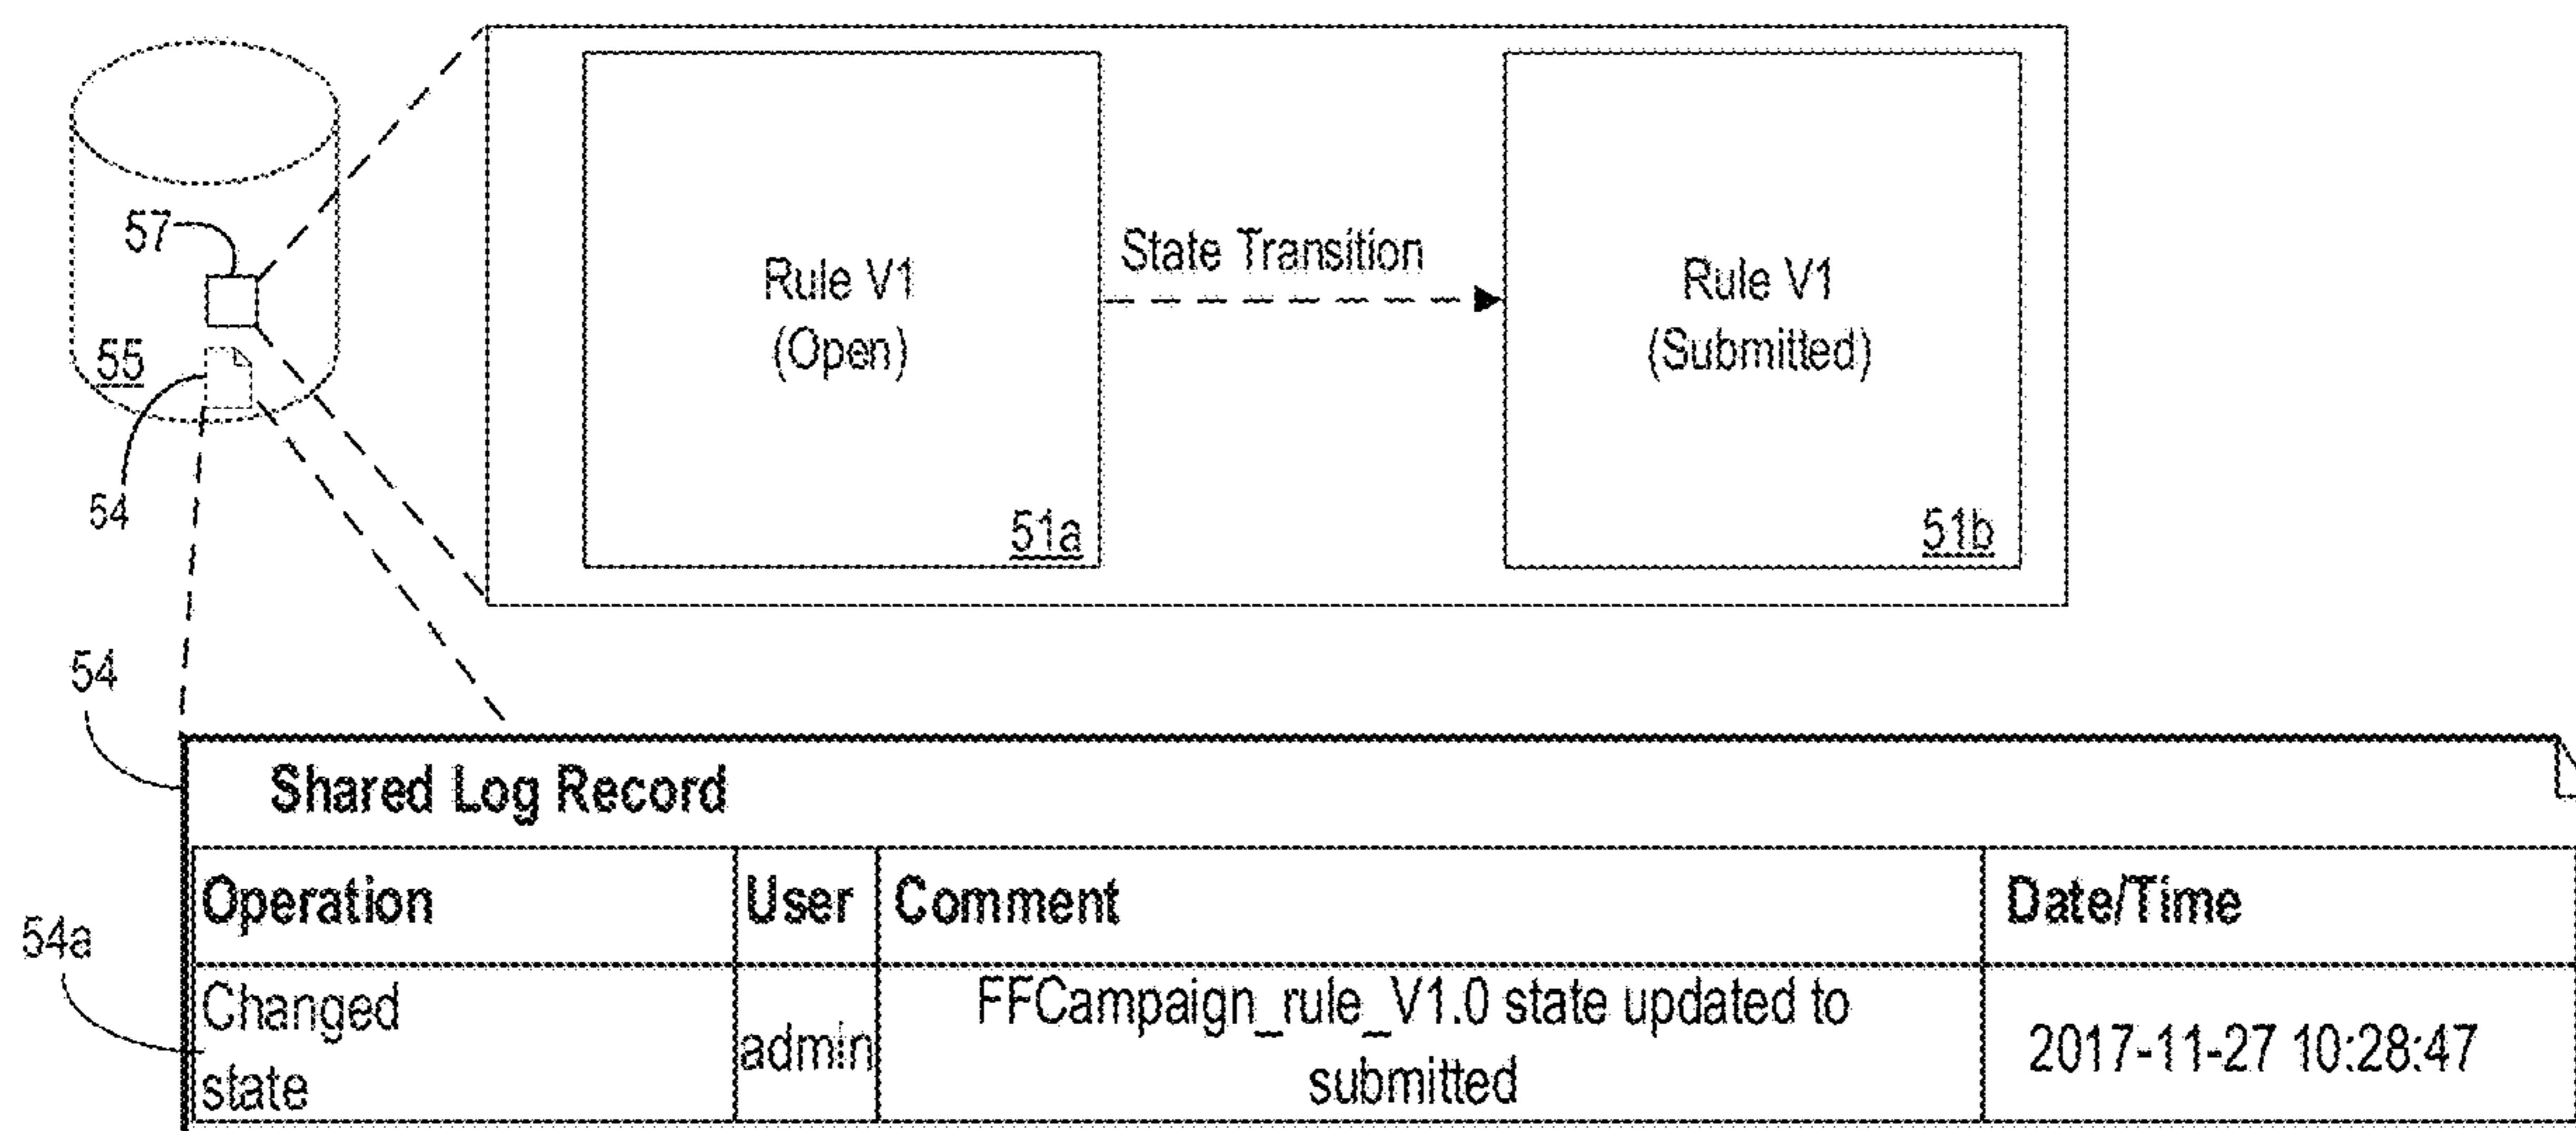 57
55
54
Rule V1
(Open)
51a
State Transition
Rule V1
(Submitted)
51b
54
Shared Log Record
Operation User Comment Date/Time
54a
Changed
state
admin
FFCampaign_rule_V1.0 state updated to
submitted
2017-11-27 10:28:47